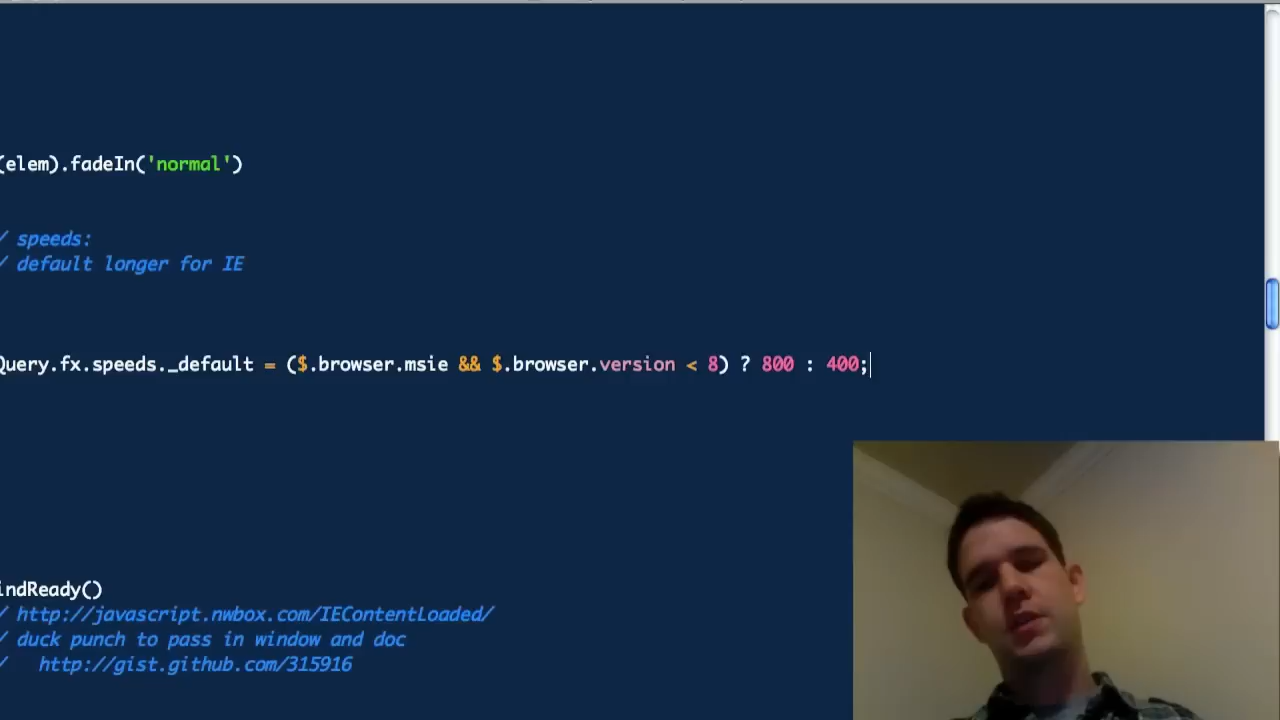 (elem).fadeIn('normal')
/ speeds:
/ default longer for IE
Query.fx.speeds._default = ($.browser.msie && $.browser.version < 8) ? 800 : 400;
indReady()
/ http://javascript.nwbox.com/IEContentLoaded/
/ duck punch to pass in window and doc
/ http://gist.github.com/315916